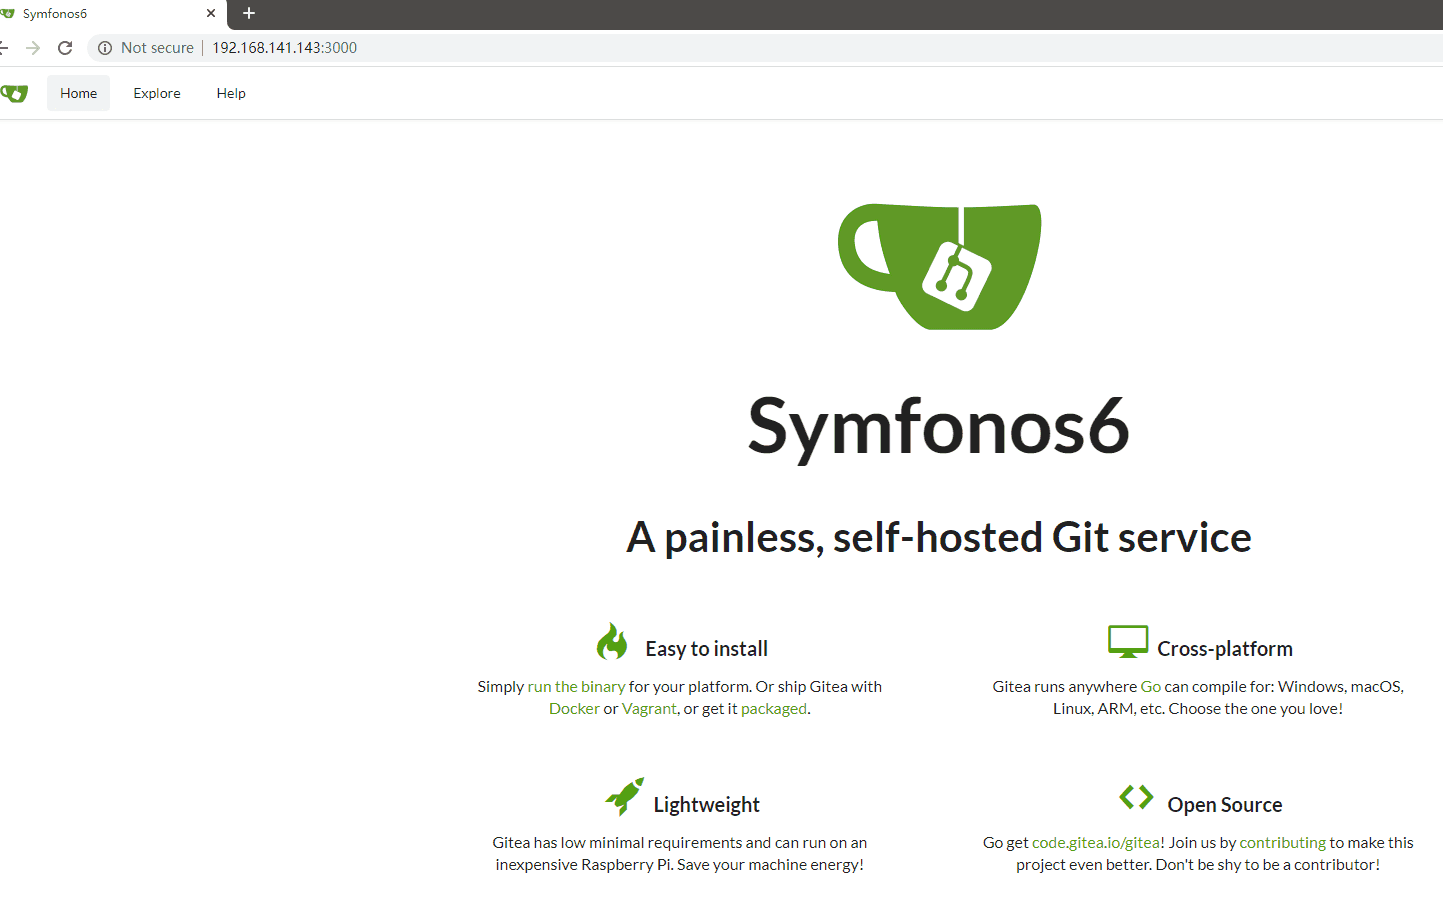 Symfonos6
Not secure
192.168.141.143:3000
Home Explore Help
Symfonos6
A painless, self-hosted Git service
Easy to install
Simply run the binary for your platform. Or ship Gitea with
Docker or Vagrant, or get it packaged.
Cross-platform
Gitea runs anywhere Go can compile for: Windows, macOS,
Linux, ARM, etc. Choose the one you love!
Lightweight
Gitea has low minimal requirements and can run on an
inexpensive Raspberry Pi. Save your machine energy!
Open Source
Go get code.gitea.io/gitea! Join us by contributing to make this
project even better. Don't be shy to be a contributor!